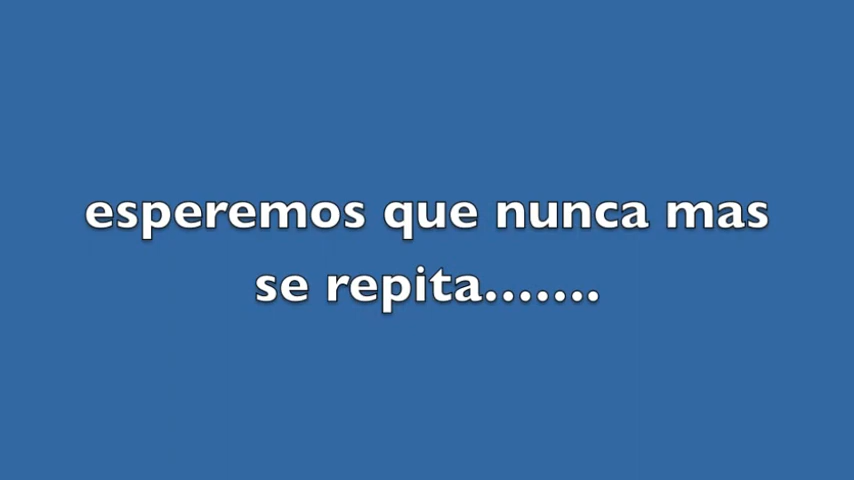 esperemos que nunca mas
se repita.......